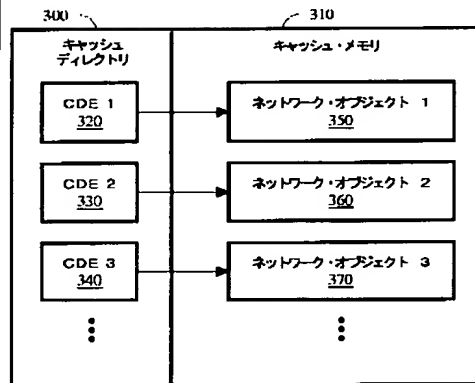 300
310
キャッシュ
ディレクトリ
キャッシュ・メモリ
CDE 1
320
ネットワーク・オブジェクト 1
350
CDE 2
330
ネットワーク・オブジェクト 2
360
CDE 3
340
ネットワーク・オブジェクト 3
370